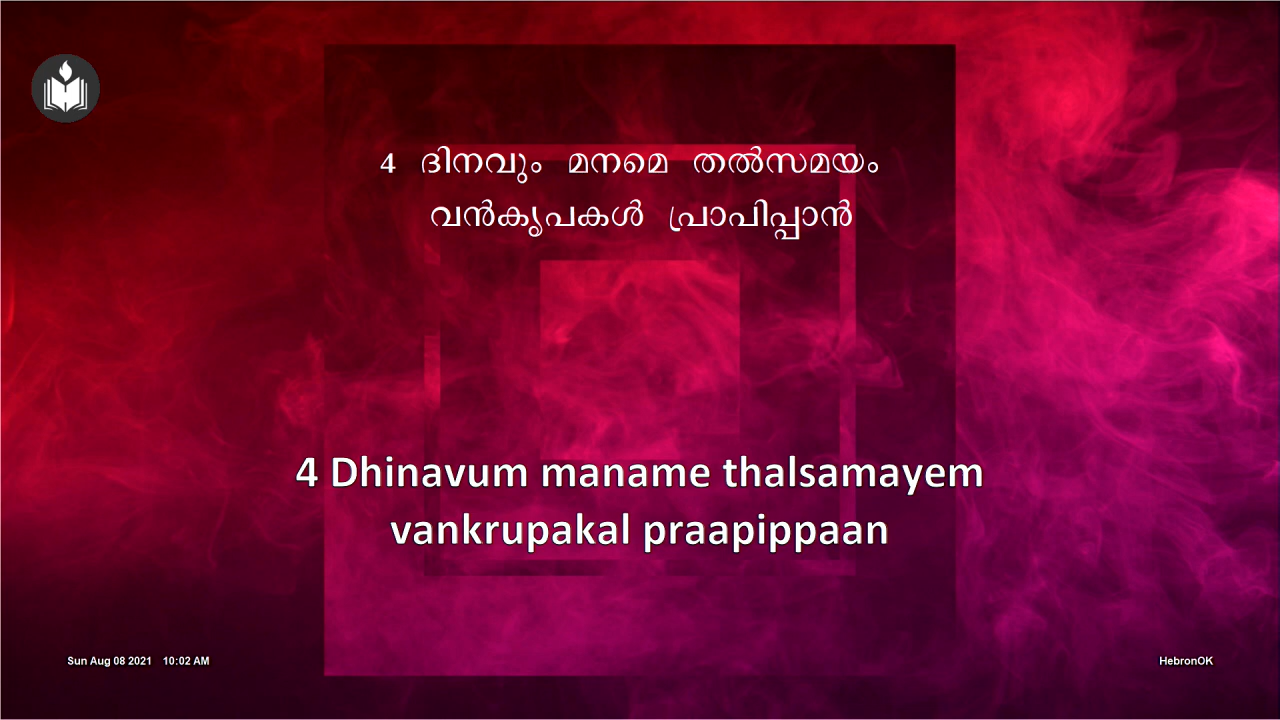 4 ദിനവും മനമെ തൽസമയം
വൻകൃപകൾ പ്രാപിപ്പാൻ
4 Dhinavum maname thalsamayem
vankrupakal praapippaan
Sun Aug 08 2021 10:02 AM
HebronOK